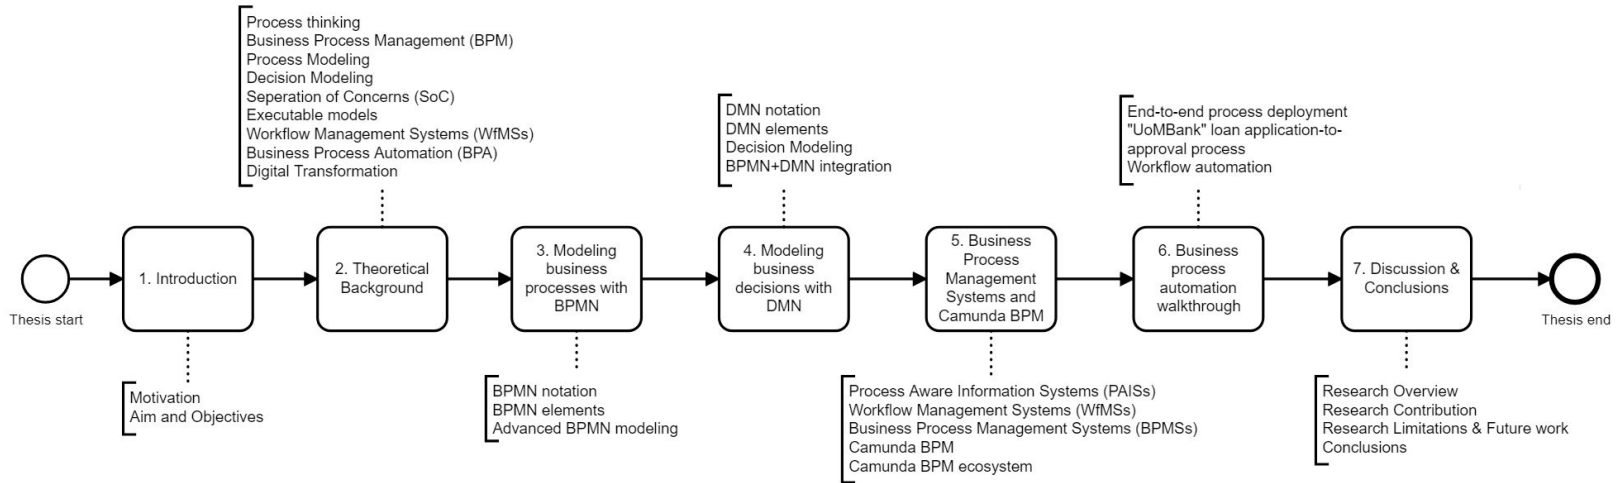 Process thinking
Business Process Management (BPM)
Process Modeling
Decision Modeling
Seperation of Concerns (SoC)
Executable models
Workflow Management Systems (WfMSs)
Business Process Automation (BPA)
Digital Transformation
DMN notation
DMN elements
Decision Modeling
BPMN+DMN integration
End-to-end process deployment
"UoMBank" loan application-to-
approval process
Workflow automation
Thesis start
1. Introduction
2. Theoretical
Background
3. Modeling
business
processes with
BPMN
4. Modeling
business
decisions with
DMN
5. Business
Process
Management
Systems and
Camunda BPM
6. Business
process
automation
walkthrough
7. Discussion &
Conclusions
Thesis end
Motivation
Aim and Objectives
BPMN notation
BPMN elements
Advanced BPMN modeling
Process Aware Information Systems (PAISs)
Workflow Management Systems (WfMSs)
Business Process Management Systems (BPMSs)
Camunda BPM
Camunda BPM ecosystem
Research Overview
Research Contribution
Research Limitations & Future work
Conclusions